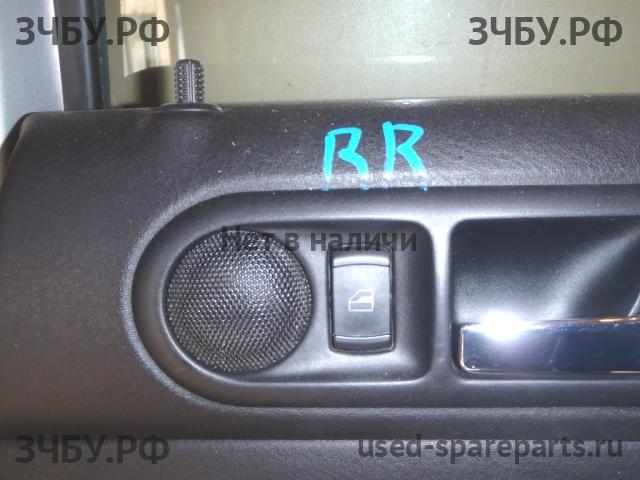 ЗЧБУ.РФ ЗЧБУ.РФ
RR
Нет в наличи
ЗЧБУ.РФ used-spareparts.ru